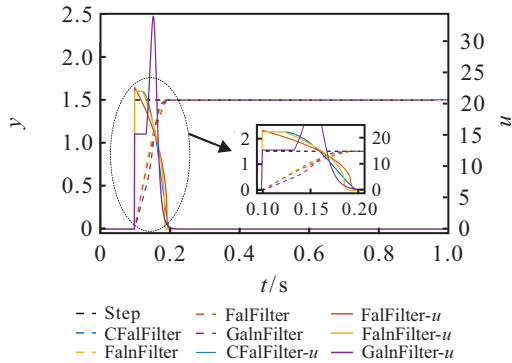 2.5
2.0
1.5
1.0
0.5
0
y
30
25
20
15
10
5
0
u
2
1
0
20
10
0
0.10 0.15 0.20
0 0.2 0.4 0.6 0.8 1.0
t/s
Step FalFilter FalFilter-u
CFalFilter GalnFilter FalnFilter-u
FalnFilter CFalFilter-u GalnFilter-u